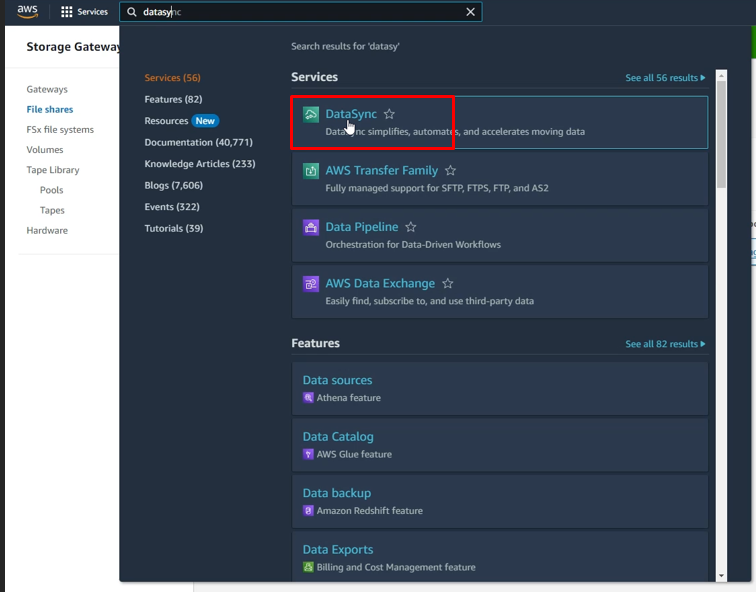 aws
Services
datasync
Storage Gateway
Gateways
File shares
FSx file systems
Volumes
Tape Library
Pools
Tapes
Hardware
Search results for 'datasy'
Services (56)
Features (82)
Resources New
Documentation (40,771)
Knowledge Articles (233)
Blogs (7,606)
Events (322)
Tutorials (39)
Services
See all 56 results
DataSync
DataSync simplifies, automates, and accelerates moving data
AWS Transfer Family
Fully managed support for SFTP, FTPS, FTP, and AS2
Data Pipeline
Orchestration for Data-Driven Workflows
AWS Data Exchange
Easily find, subscribe to, and use third-party data
Features
See all 82 results
Data sources
Athena feature
Data Catalog
AWS Glue feature
Data backup
Amazon Redshift feature
Data Exports
Billing and Cost Management feature